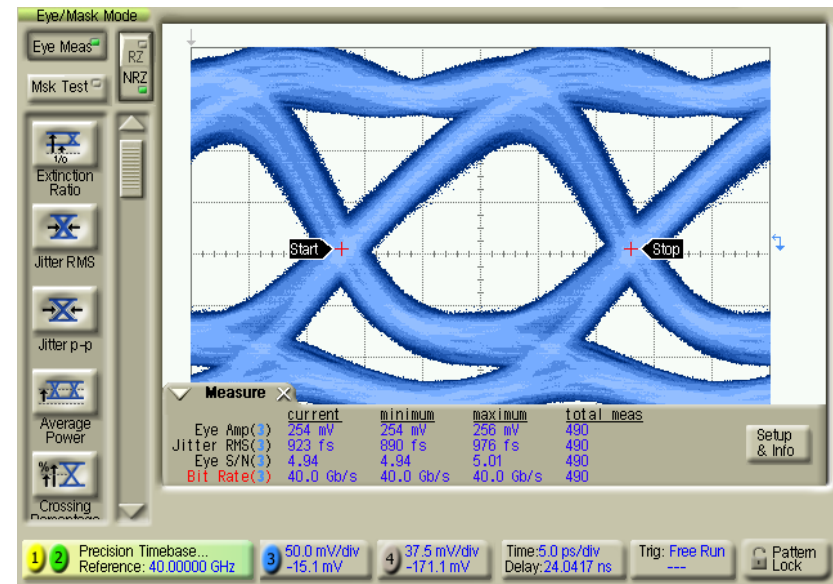 Eye/Mask Mode
Eye Meas
RZ
NRZ
Msk Test
1/0
Extinction
Ratio
Jitter RMS
Jitter p-p
Average
Power
%
Crossing
Percentage
Start
Stop
Measure
current minimum maximum total meas
Eye Amp(3) 254 mV 254 mV 256 mV 490
Jitter RMS(3) 923 fs 890 fs 976 fs 490
Eye S/N(3) 4.94 4.94 5.01 490
Bit Rate(3) 40.0 Gb/s 40.0 Gb/s 40.0 Gb/s 490
Setup
& Info
1 2 Precision Timebase...
Reference: 40.00000 GHz
3 50.0 mV/div
-15.1 mV
4 37.5 mV/div
-171.1 mV
Time:5.0 ps/div
Delay:24.0417 ns
Trig: Free Run
---
Pattern
Lock